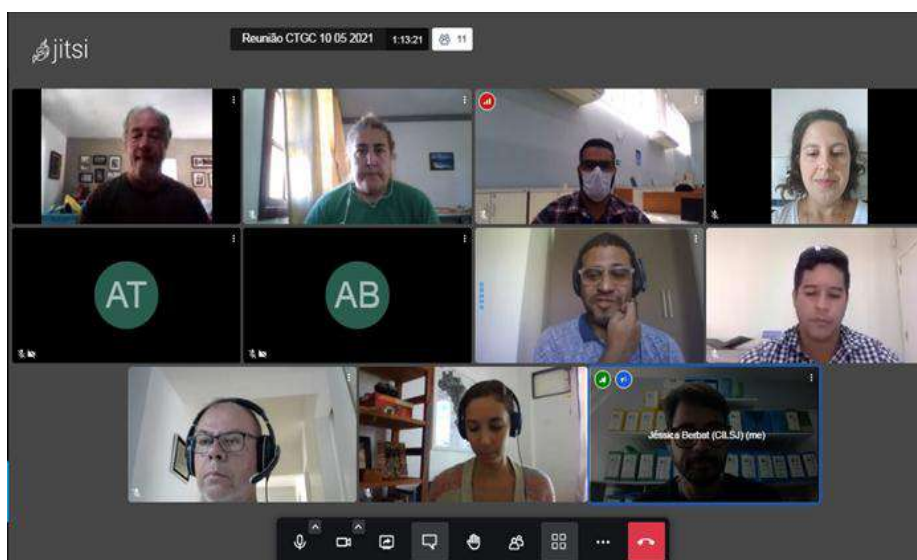 jitsi
Reunião CTGC 10 05 2021 1:13:21 11
AT
AB
Jéssica Berbat (CILSJ) (me)